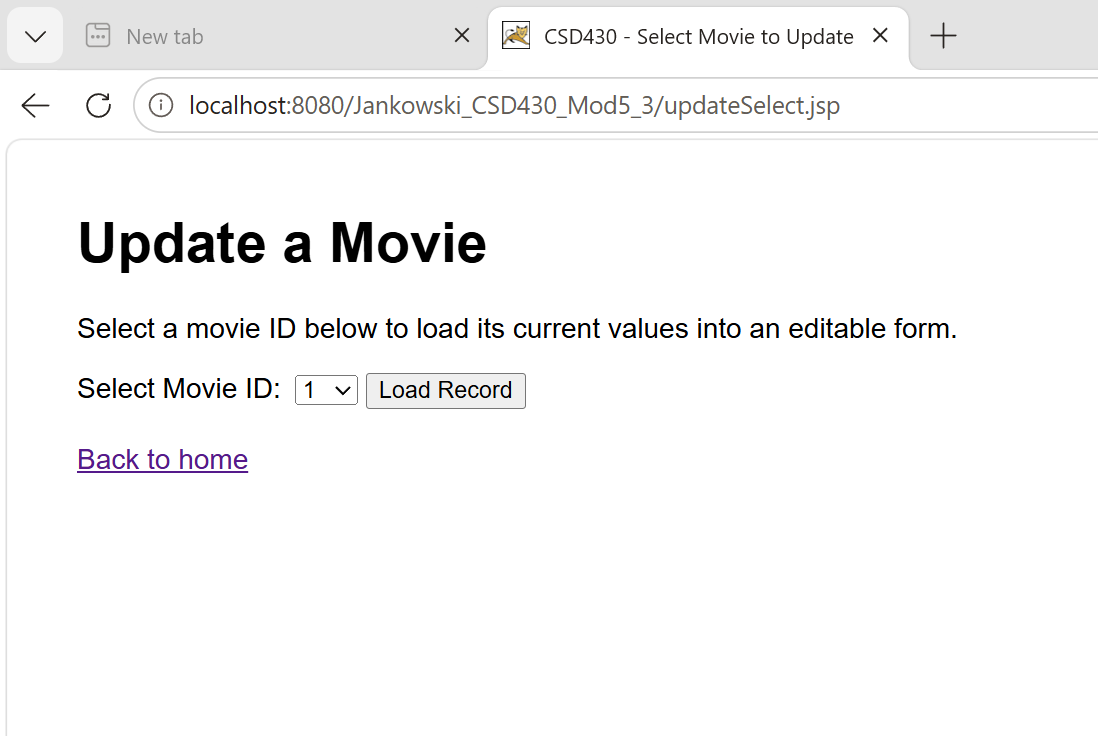 New tab
CSD430 - Select Movie to Update
localhost:8080/Jankowski_CSD430_Mod5_3/updateSelect.jsp
Update a Movie
Select a movie ID below to load its current values into an editable form.
Select Movie ID: 1 Load Record
Back to home